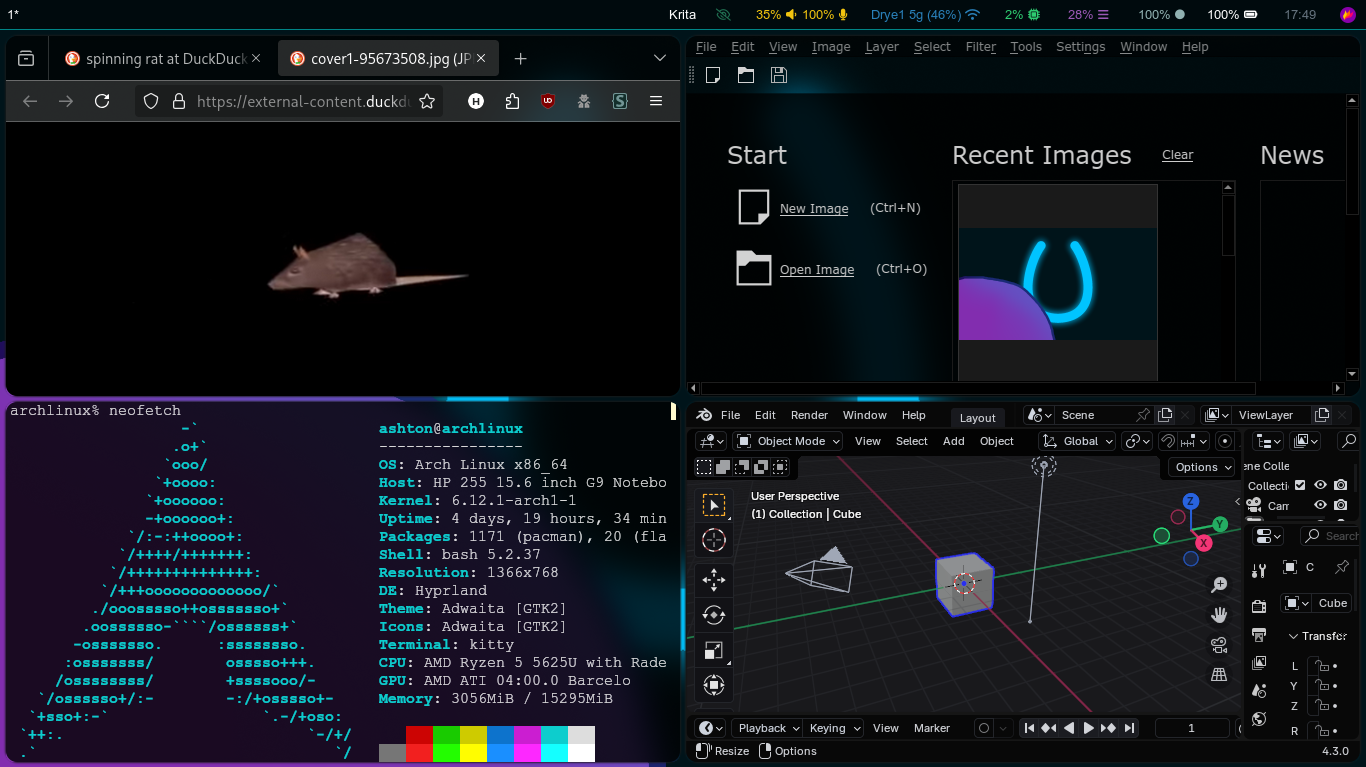 1*
Krita 35% 100% Drye1 5g (46%) 2% 28% 100% 100% 17:49
spinning rat at DuckDuck
cover1-95673508.jpg (JP
https://external-content.duckdu
H
UD
S
File Edit View Image Layer Select Filter Tools Settings Window Help
Start
New Image (Ctrl+N)
Open Image (Ctrl+O)
Recent Images Clear
News
archlinux% neofetch
ashton@archlinux
----------------
OS: Arch Linux x86_64
Host: HP 255 15.6 inch G9 Notebo
Kernel: 6.12.1-arch1-1
Uptime: 4 days, 19 hours, 34 min
Packages: 1171 (pacman), 20 (fla
Shell: bash 5.2.37
Resolution: 1366x768
DE: Hyprland
Theme: Adwaita [GTK2]
Icons: Adwaita [GTK2]
Terminal: kitty
CPU: AMD Ryzen 5 5625U with Rade
GPU: AMD ATI 04:00.0 Barcelo
Memory: 3056MiB / 15295MiB
File Edit Render Window Help Layout Scene ViewLayer
Object Mode View Select Add Object Global
Options
User Perspective
(1) Collection | Cube
Z
Y
X
ene Colle
Collecti
Cam
Search
C
Cube
Transfor
L
Y
Z
R
Playback Keying View Marker 1
Resize Options 4.3.0